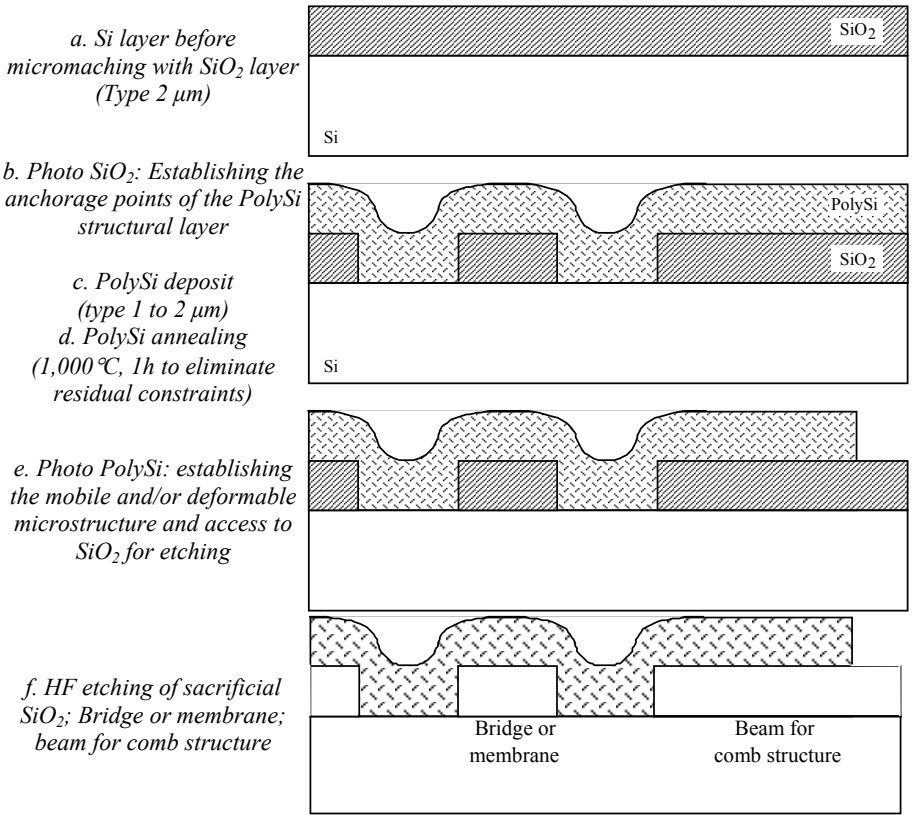 a. Si layer before
micromaching with SiO₂ layer
(Type 2 μm)
SiO₂
Si
b. Photo SiO₂: Establishing the
anchorage points of the PolySi
structural layer
c. PolySi deposit
(type 1 to 2 μm)
d. PolySi annealing
(1,000℃, 1h to eliminate
residual constraints)
PolySi
SiO₂
Si
e. Photo PolySi: establishing
the mobile and/or deformable
microstructure and access to
SiO₂ for etching
f. HF etching of sacrificial
SiO₂; Bridge or membrane;
beam for comb structure
Bridge or
membrane
Beam for
comb structure